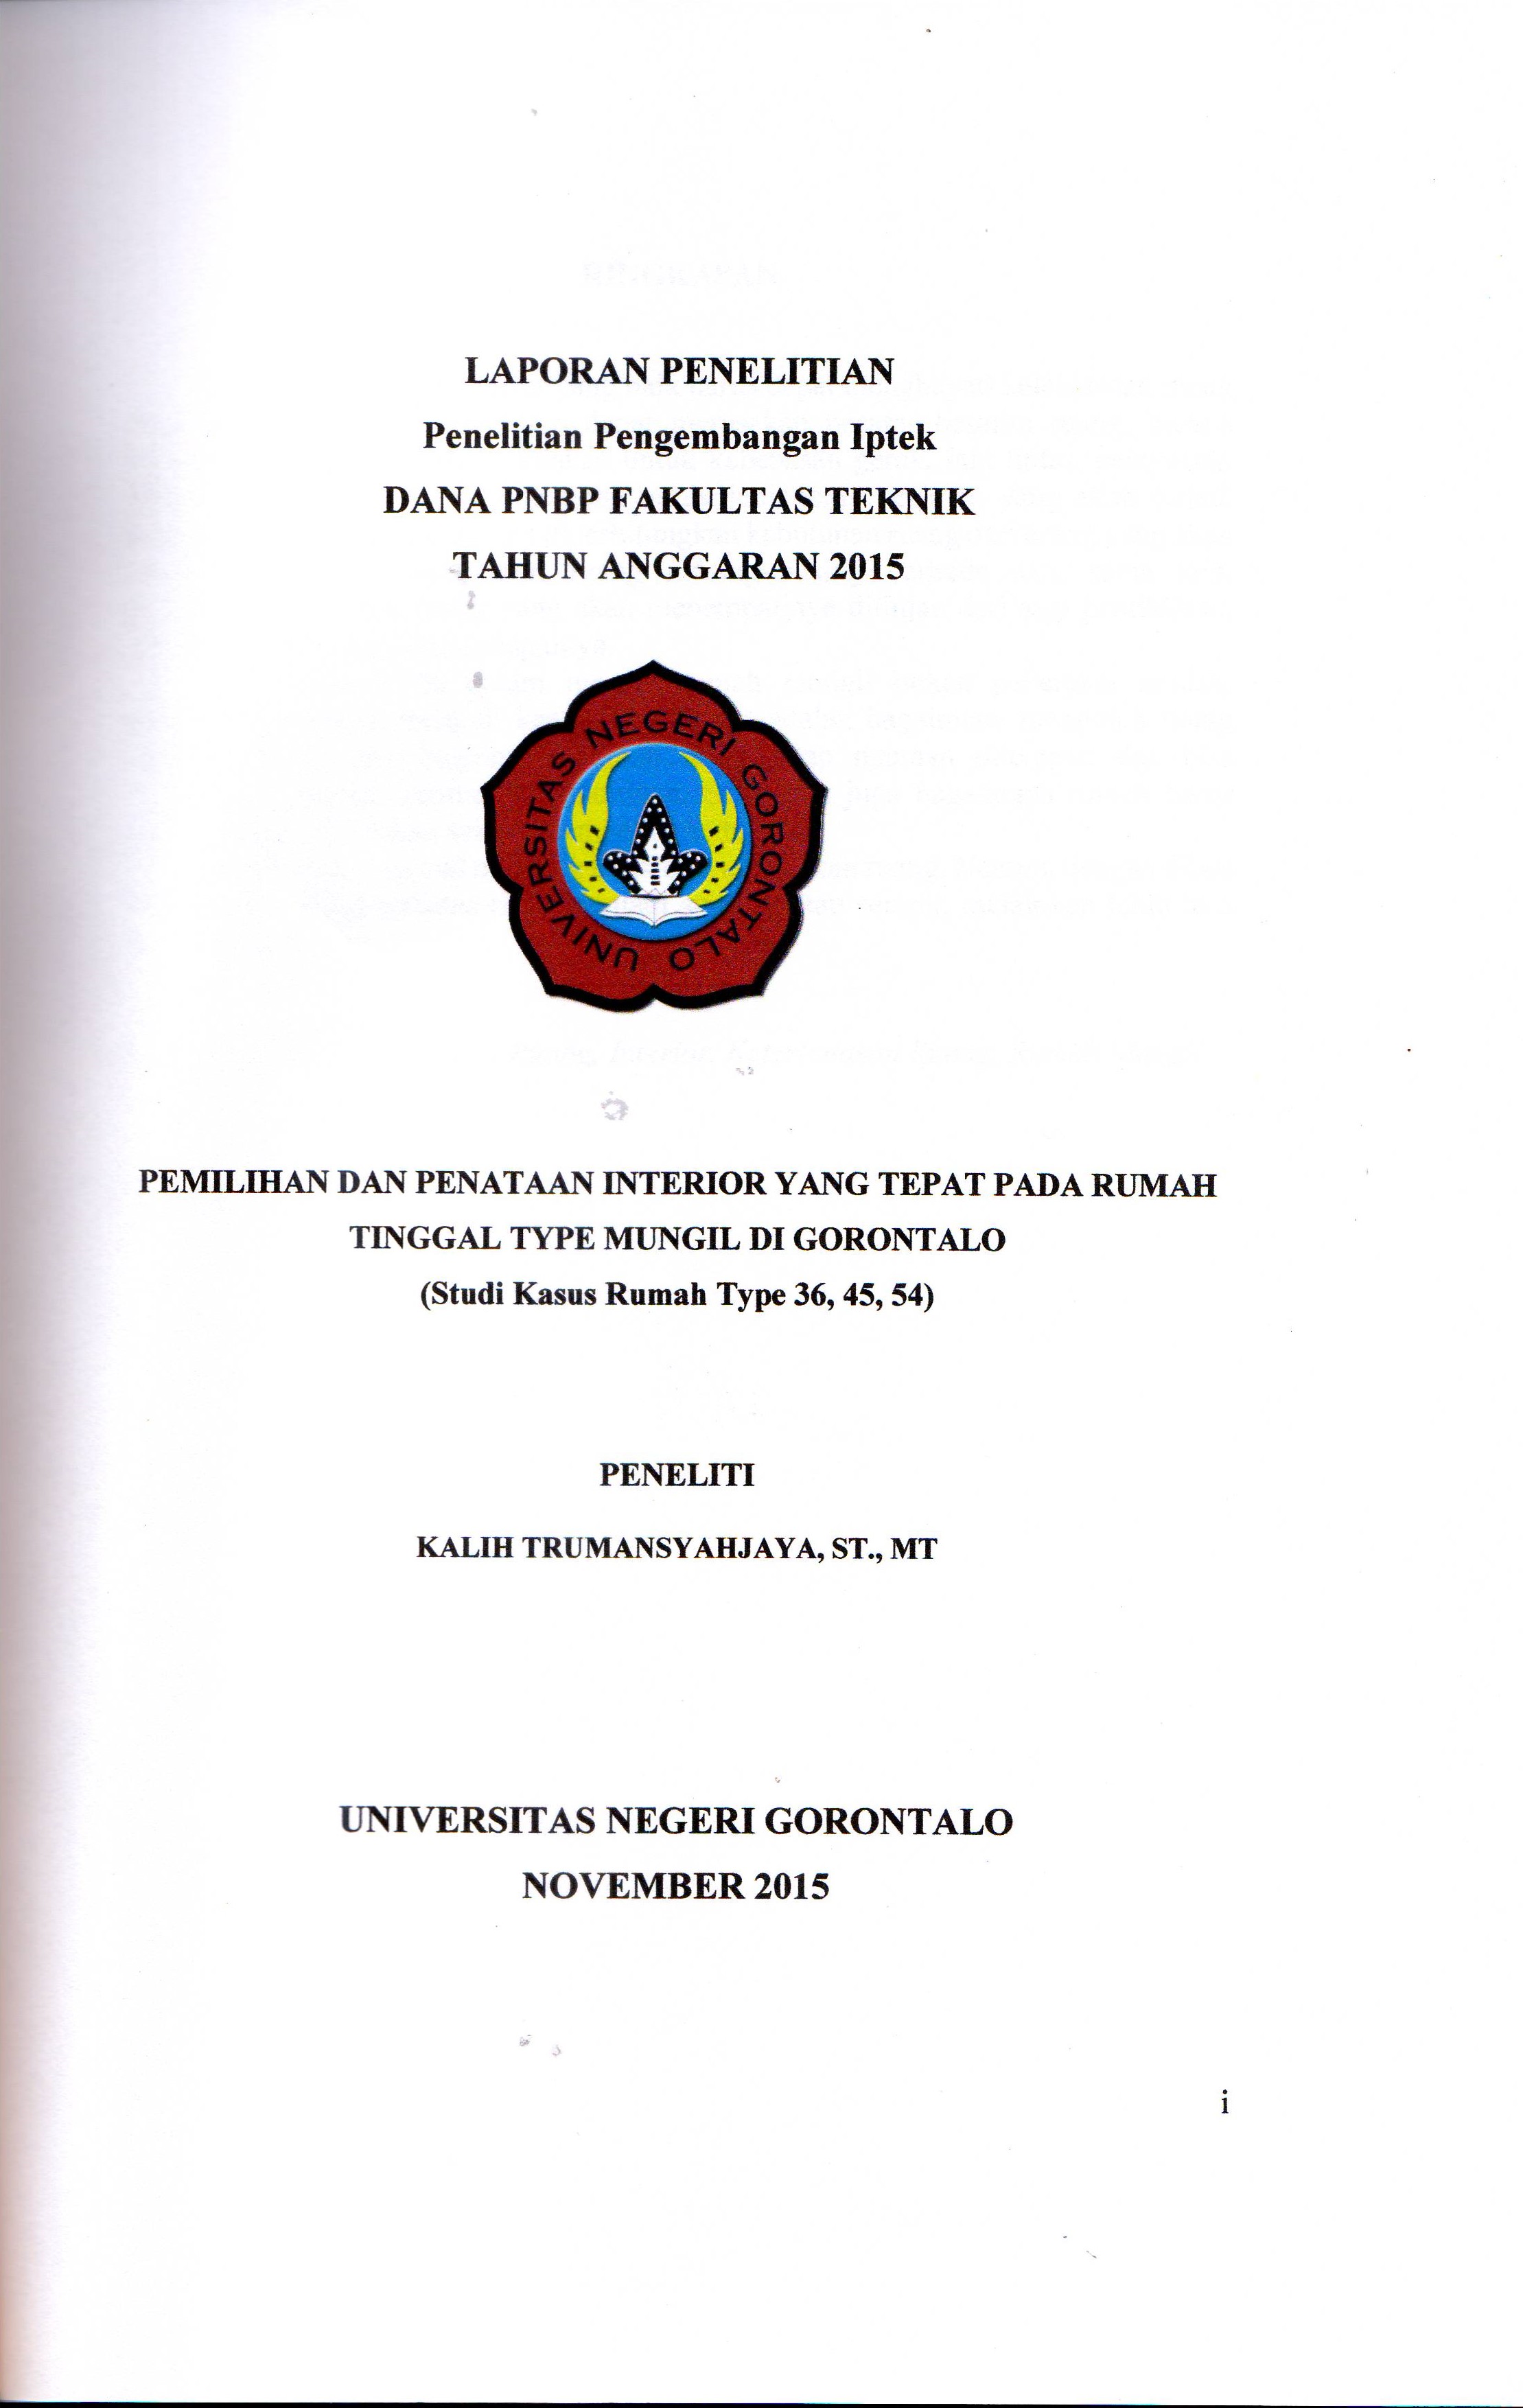 LAPORAN PENELITIAN
Penelitian Pengembangan Iptek
DANA PNBP FAKULTAS TEKNIK
TAHUN ANGGARAN 2015
UNIVERSITAS NEGERI GORONTALO
PEMILIHAN DAN PENATAAN INTERIOR YANG TEPAT PADA RUMAH
TINGGAL TYPE MUNGIL DI GORONTALO
(Studi Kasus Rumah Type 36, 45, 54)
PENELITI
KALIH TRUMANSYAHJAYA, ST., MT
UNIVERSITAS NEGERI GORONTALO
NOVEMBER 2015
i